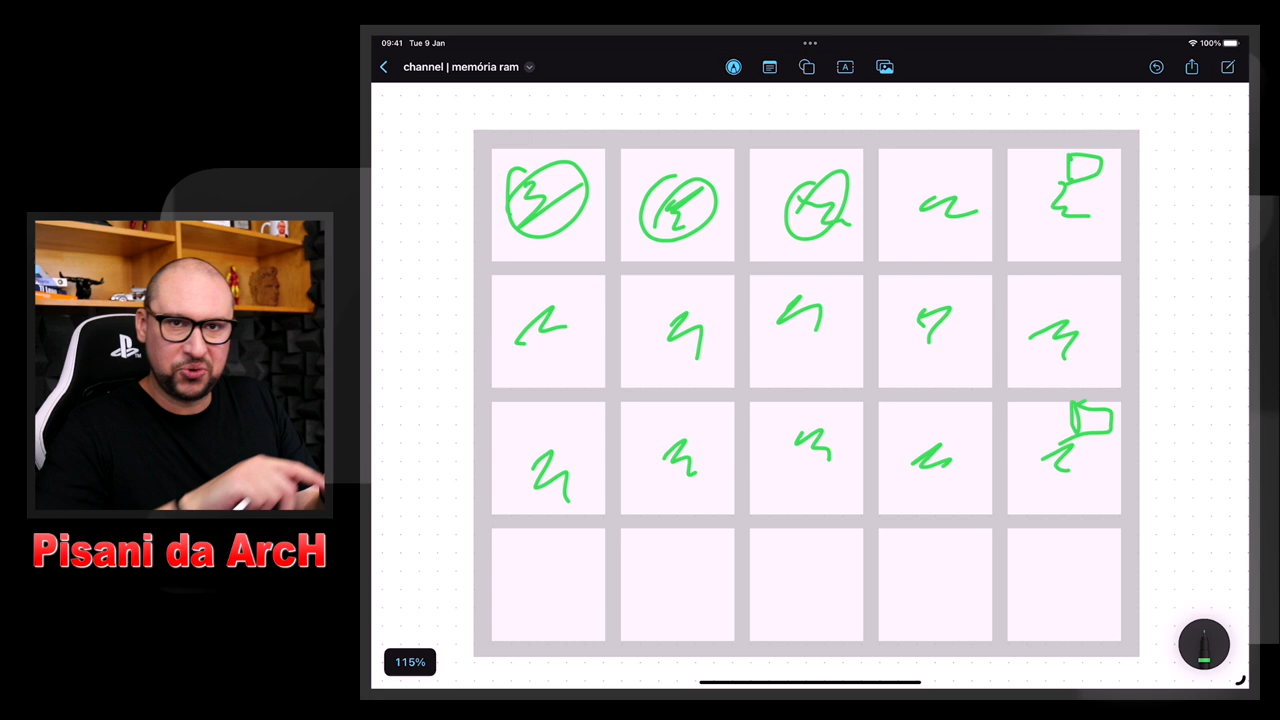 09:41 Tue 9 Jan
100%
channel | memória ram
A
Pisani da ArcH
115%